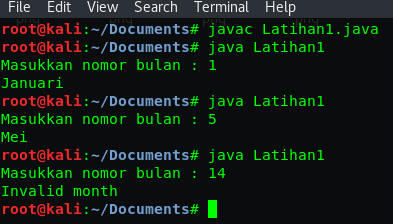 File Edit View Search Terminal Help
root@kali:~/Documents# javac Latihan1.java
root@kali:~/Documents# java Latihan1
Masukkan nomor bulan : 1
Januari
root@kali:~/Documents# java Latihan1
Masukkan nomor bulan : 5
Mei
root@kali:~/Documents# java Latihan1
Masukkan nomor bulan : 14
Invalid month
root@kali:~/Documents#